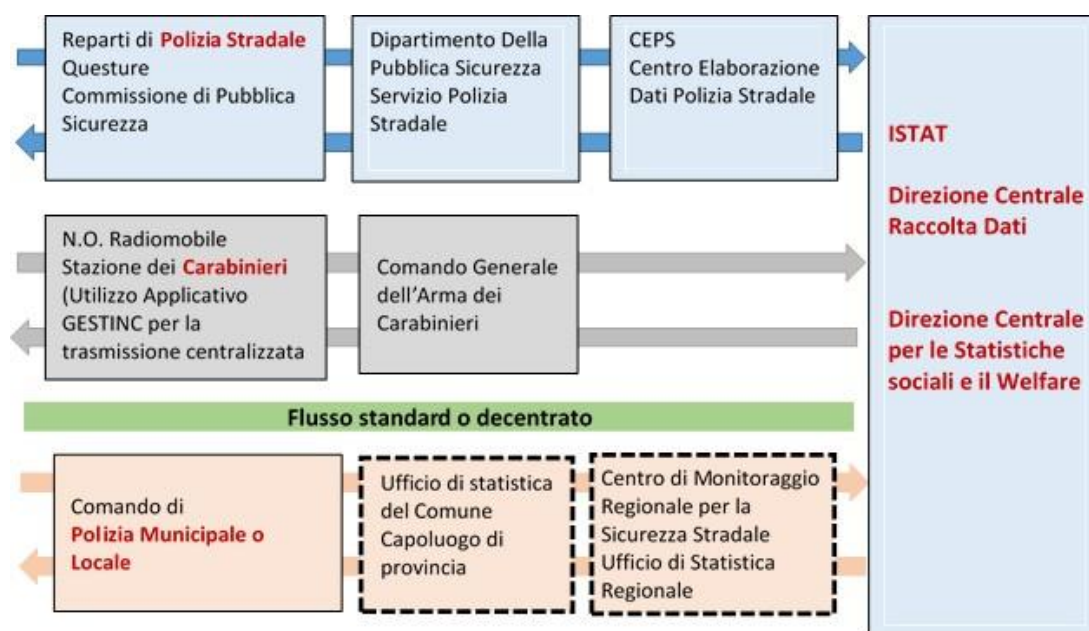 Reparti di Polizia Stradale
Questure
Commissione di Pubblica
Sicurezza
Dipartimento Della
Pubblica Sicurezza
Servizio Polizia
Stradale
CEPS
Centro Elaborazione
Dati Polizia Stradale
ISTAT
Direzione Centrale
Raccolta Dati
Direzione Centrale
per le Statistiche
sociali e il Welfare
N.O. Radiomobile
Stazione dei Carabinieri
(Utilizzo Applicativo
GESTINC per la
trasmissione centralizzata
Comando Generale
dell'Arma dei
Carabinieri
Flusso standard o decentrato
Comando di
Polizia Municipale o
Locale
Ufficio di statistica
del Comune
Capoluogo di
provincia
Centro di Monitoraggio
Regionale per la
Sicurezza Stradale
Ufficio di Statistica
Regionale